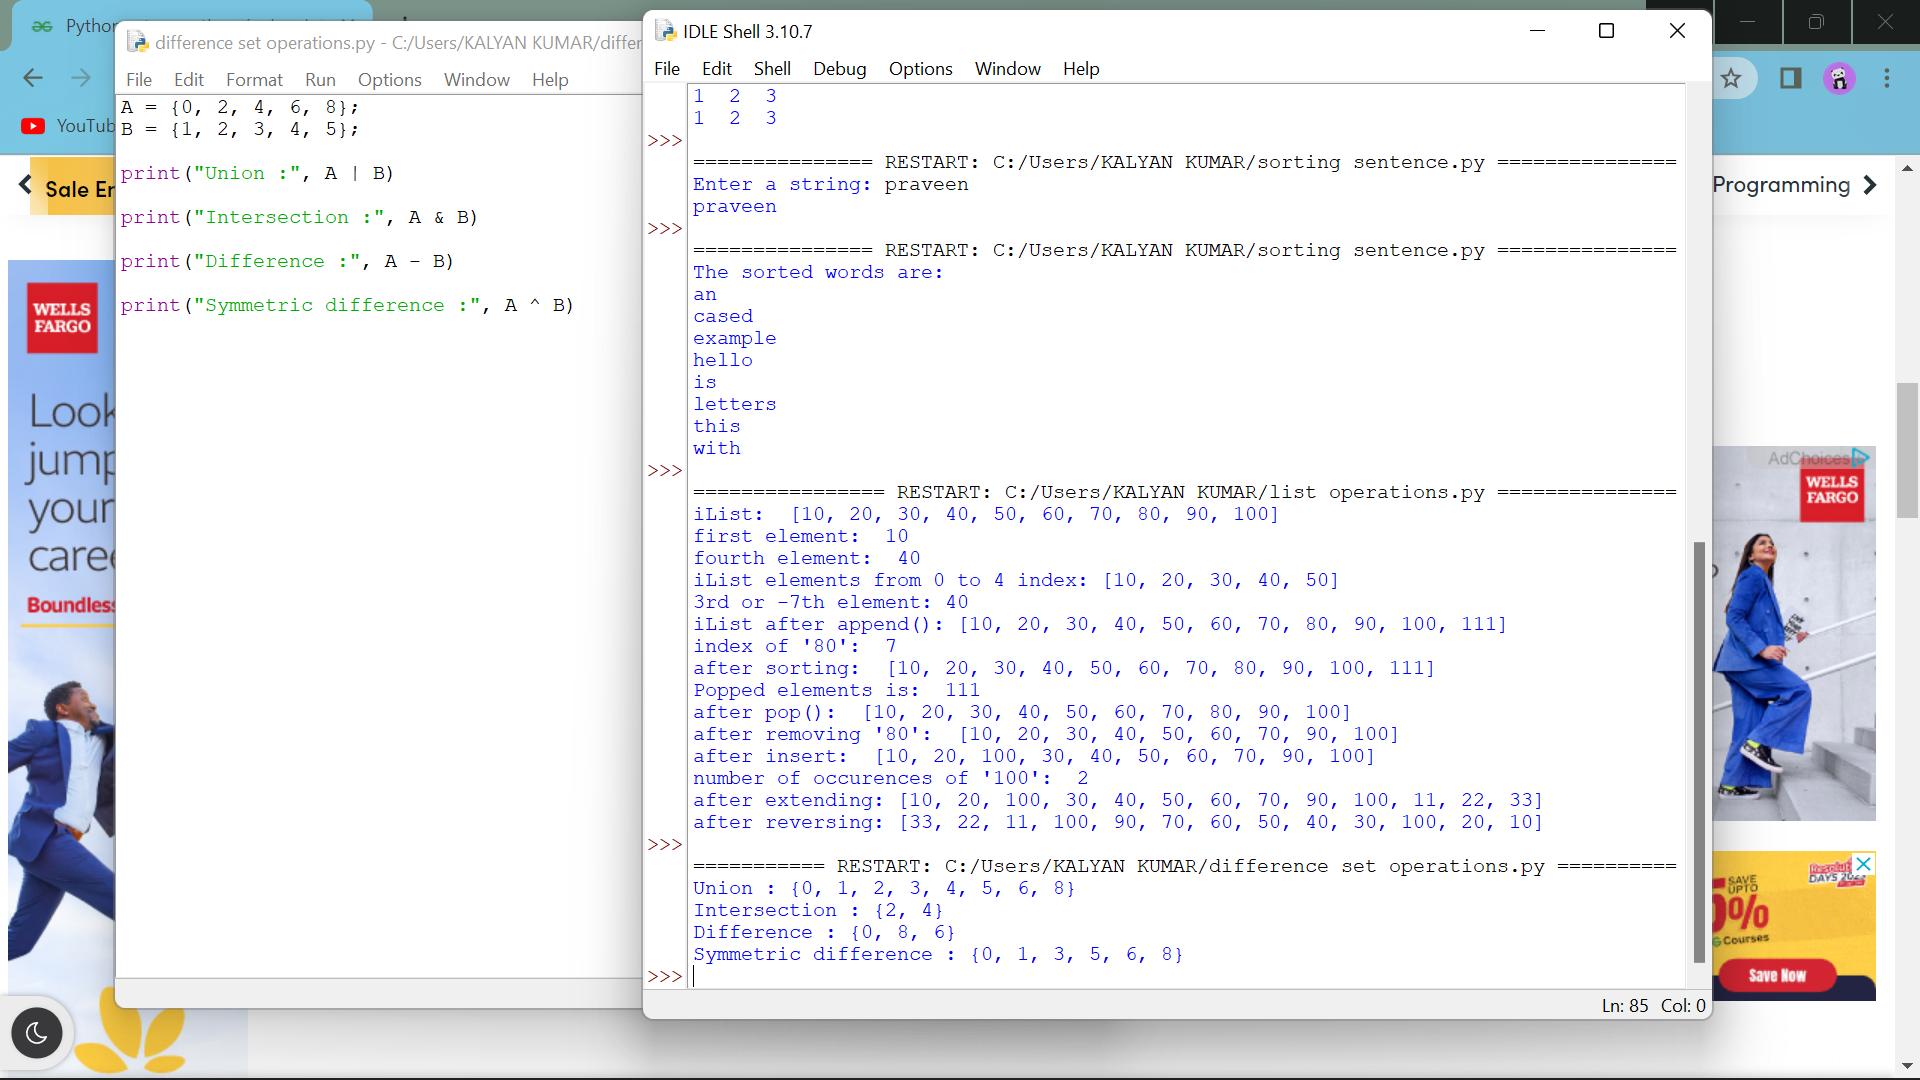 difference set operations.py - C:/Users/KALYAN KUMAR/differ
File Edit Format Run Options Window Help
A = {0, 2, 4, 6, 8};
B = {1, 2, 3, 4, 5};
print("Union :", A | B)
print("Intersection :", A & B)
print("Difference :", A - B)
print("Symmetric difference :", A ^ B)
IDLE Shell 3.10.7
File Edit Shell Debug Options Window Help
1  2  3
1  2  3
>>>
=============== RESTART: C:/Users/KALYAN KUMAR/sorting sentence.py ===============
Enter a string: praveen
praveen
>>>
=============== RESTART: C:/Users/KALYAN KUMAR/sorting sentence.py ===============
The sorted words are:
an
cased
example
hello
is
letters
this
with
>>>
================ RESTART: C:/Users/KALYAN KUMAR/list operations.py ===============
iList:  [10, 20, 30, 40, 50, 60, 70, 80, 90, 100]
first element:  10
fourth element:  40
iList elements from 0 to 4 index: [10, 20, 30, 40, 50]
3rd or -7th element: 40
iList after append(): [10, 20, 30, 40, 50, 60, 70, 80, 90, 100, 111]
index of '80':  7
after sorting:  [10, 20, 30, 40, 50, 60, 70, 80, 90, 100, 111]
Popped elements is:  111
after pop():  [10, 20, 30, 40, 50, 60, 70, 80, 90, 100]
after removing '80':  [10, 20, 30, 40, 50, 60, 70, 90, 100]
after insert:  [10, 20, 100, 30, 40, 50, 60, 70, 90, 100]
number of occurences of '100':  2
after extending: [10, 20, 100, 30, 40, 50, 60, 70, 90, 100, 11, 22, 33]
after reversing: [33, 22, 11, 100, 90, 70, 60, 50, 40, 30, 100, 20, 10]
>>>
=========== RESTART: C:/Users/KALYAN KUMAR/difference set operations.py ==========
Union : {0, 1, 2, 3, 4, 5, 6, 8}
Intersection : {2, 4}
Difference : {0, 8, 6}
Symmetric difference : {0, 1, 3, 5, 6, 8}
>>>
Ln: 85 Col: 0
Pythor
YouTub
Sale Er
WELLS
FARGO
Look
jump
your
caree
Boundless
Programming
AdChoices
WELLS
FARGO
DAYS
SAVE
UPTO
0%
Courses
Save Now